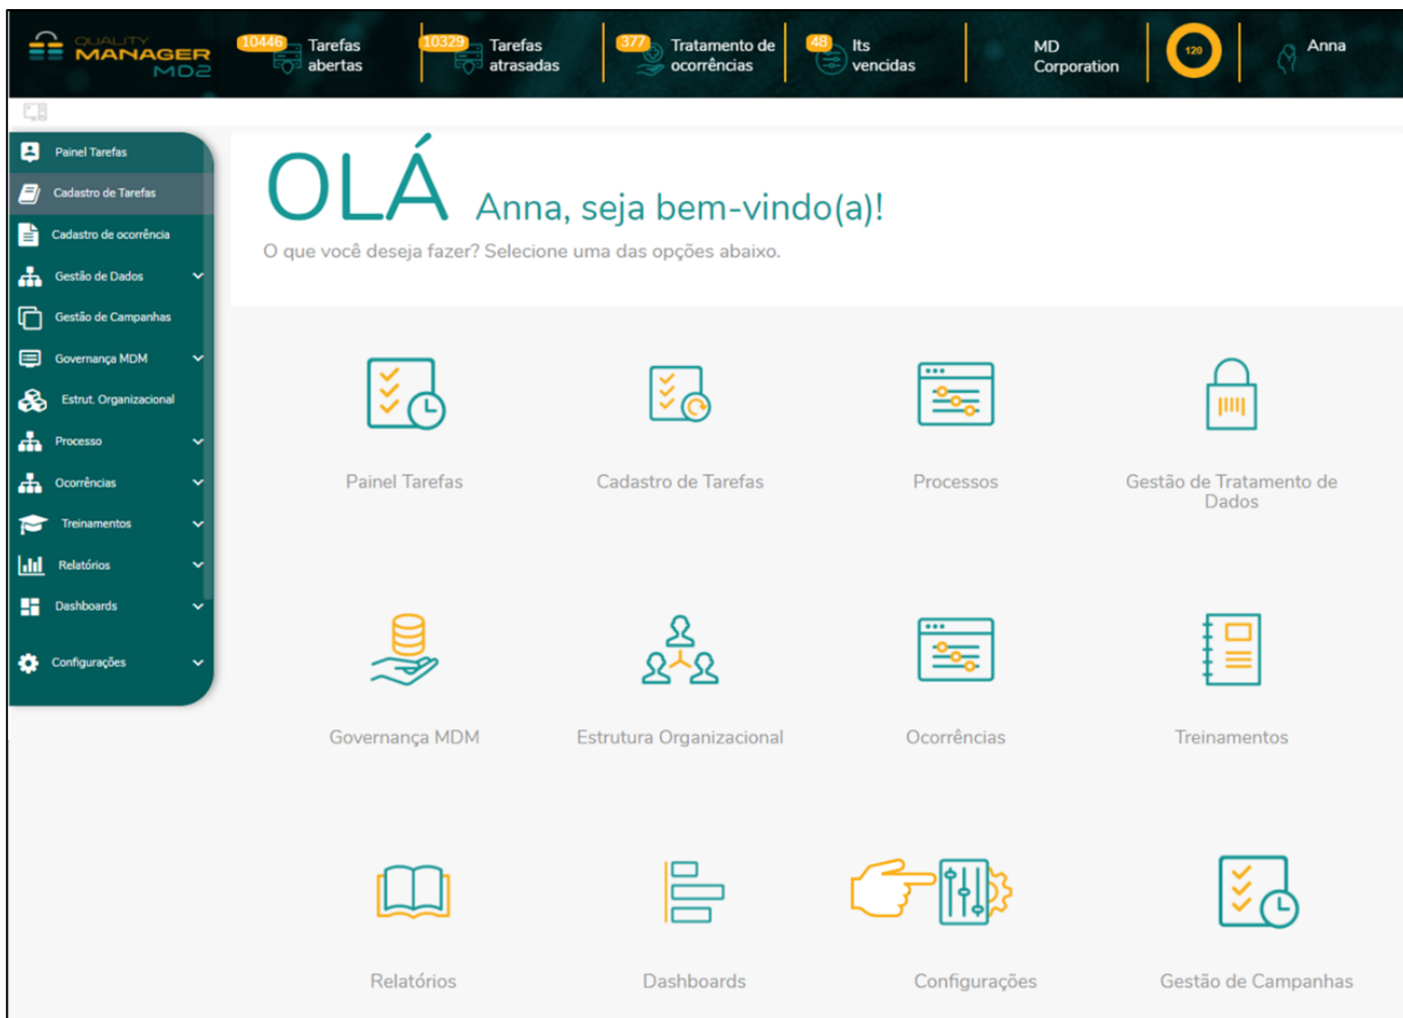 QUALITY
MANAGER
MD2
10446
Tarefas
abertas
10329
Tarefas
atrasadas
377
Tratamento de
ocorrências
48
Its
vencidas
MD
Corporation
120
Anna
Painel Tarefas
Cadastro de Tarefas
Cadastro de ocorrência
Gestão de Dados
Gestão de Campanhas
Governança MDM
Estrut. Organizacional
Processo
Ocorrências
Treinamentos
Relatórios
Dashboards
Configurações
OLÁ Anna, seja bem-vindo(a)!
O que você deseja fazer? Selecione uma das opções abaixo.
Painel Tarefas
Cadastro de Tarefas
Processos
Gestão de Tratamento de
Dados
Governança MDM
Estrutura Organizacional
Ocorrências
Treinamentos
Relatórios
Dashboards
Configurações
Gestão de Campanhas